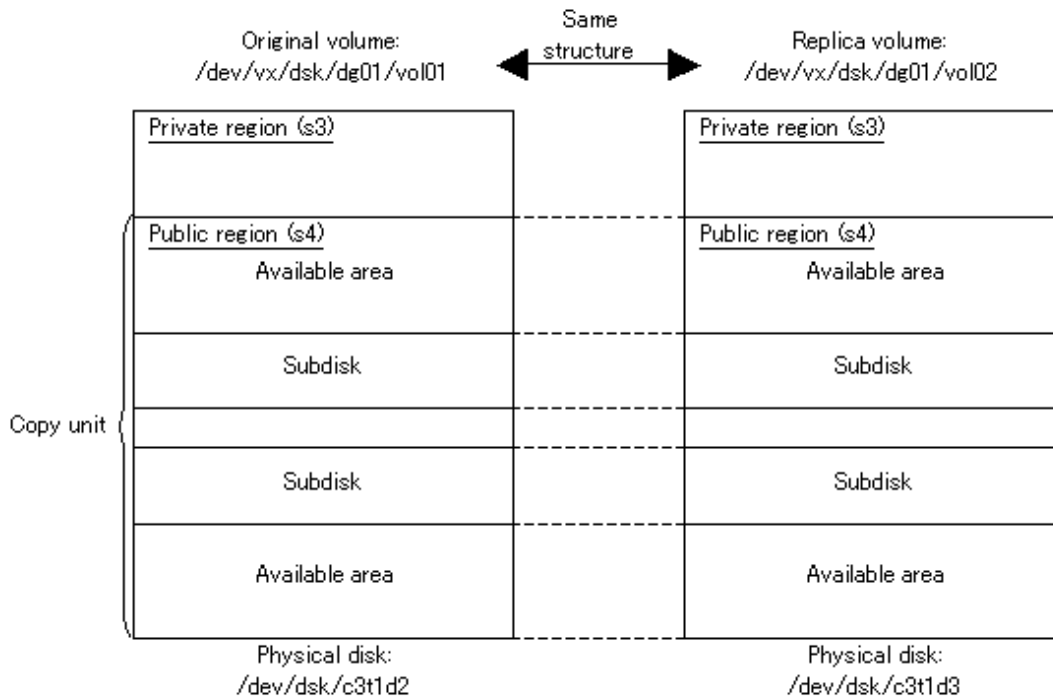 Original volume:
/dev/vx/dsk/dg01/vol01
Same
structure
Replica volume:
/dev/vx/dsk/dg01/vol02
Private region (s3)
Private region (s3)
Public region (s4)
Available area
Public region (s4)
Available area
Subdisk
Subdisk
Copy unit
Subdisk
Subdisk
Available area
Available area
Physical disk:
/dev/dsk/c3t1d2
Physical disk:
/dev/dsk/c3t1d3